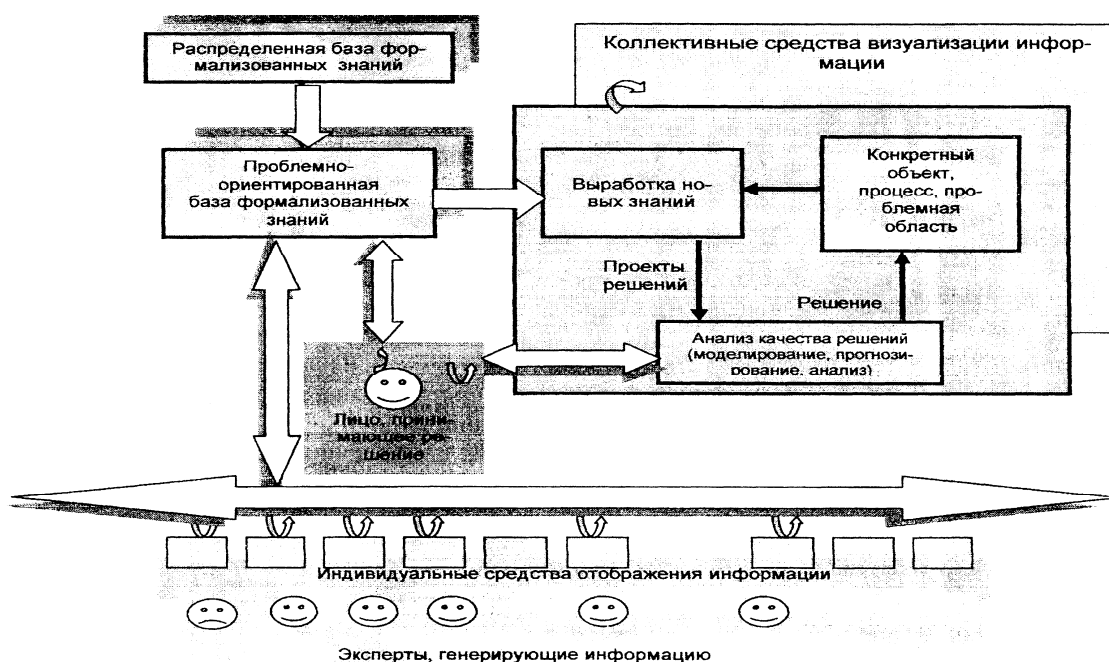 Распределенная база фор-
мализованных знаний
Коллективные средства визуализации инфор-
мации
Проблемно-
ориентированная
база формализованных
знаний
Выработка но-
вых знаний
Конкретный
объект,
процесс, про-
блемная
область
Проекты
решений
Решение
Анализ качества решений
(моделирование, прогнози-
рование, анализ)
Лицо, прини-
мающее ре-
шение
Индивидуальные средства отображения информации
Эксперты, генерирующие информацию